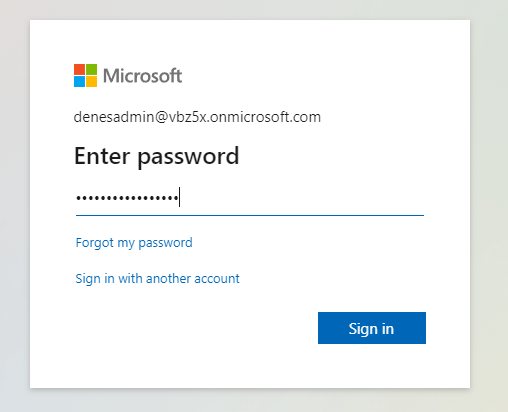 Microsoft
denesadmin@vbz5x.onmicrosoft.com
Enter password
•••••••••••••••••
Forgot my password
Sign in with another account
Sign in